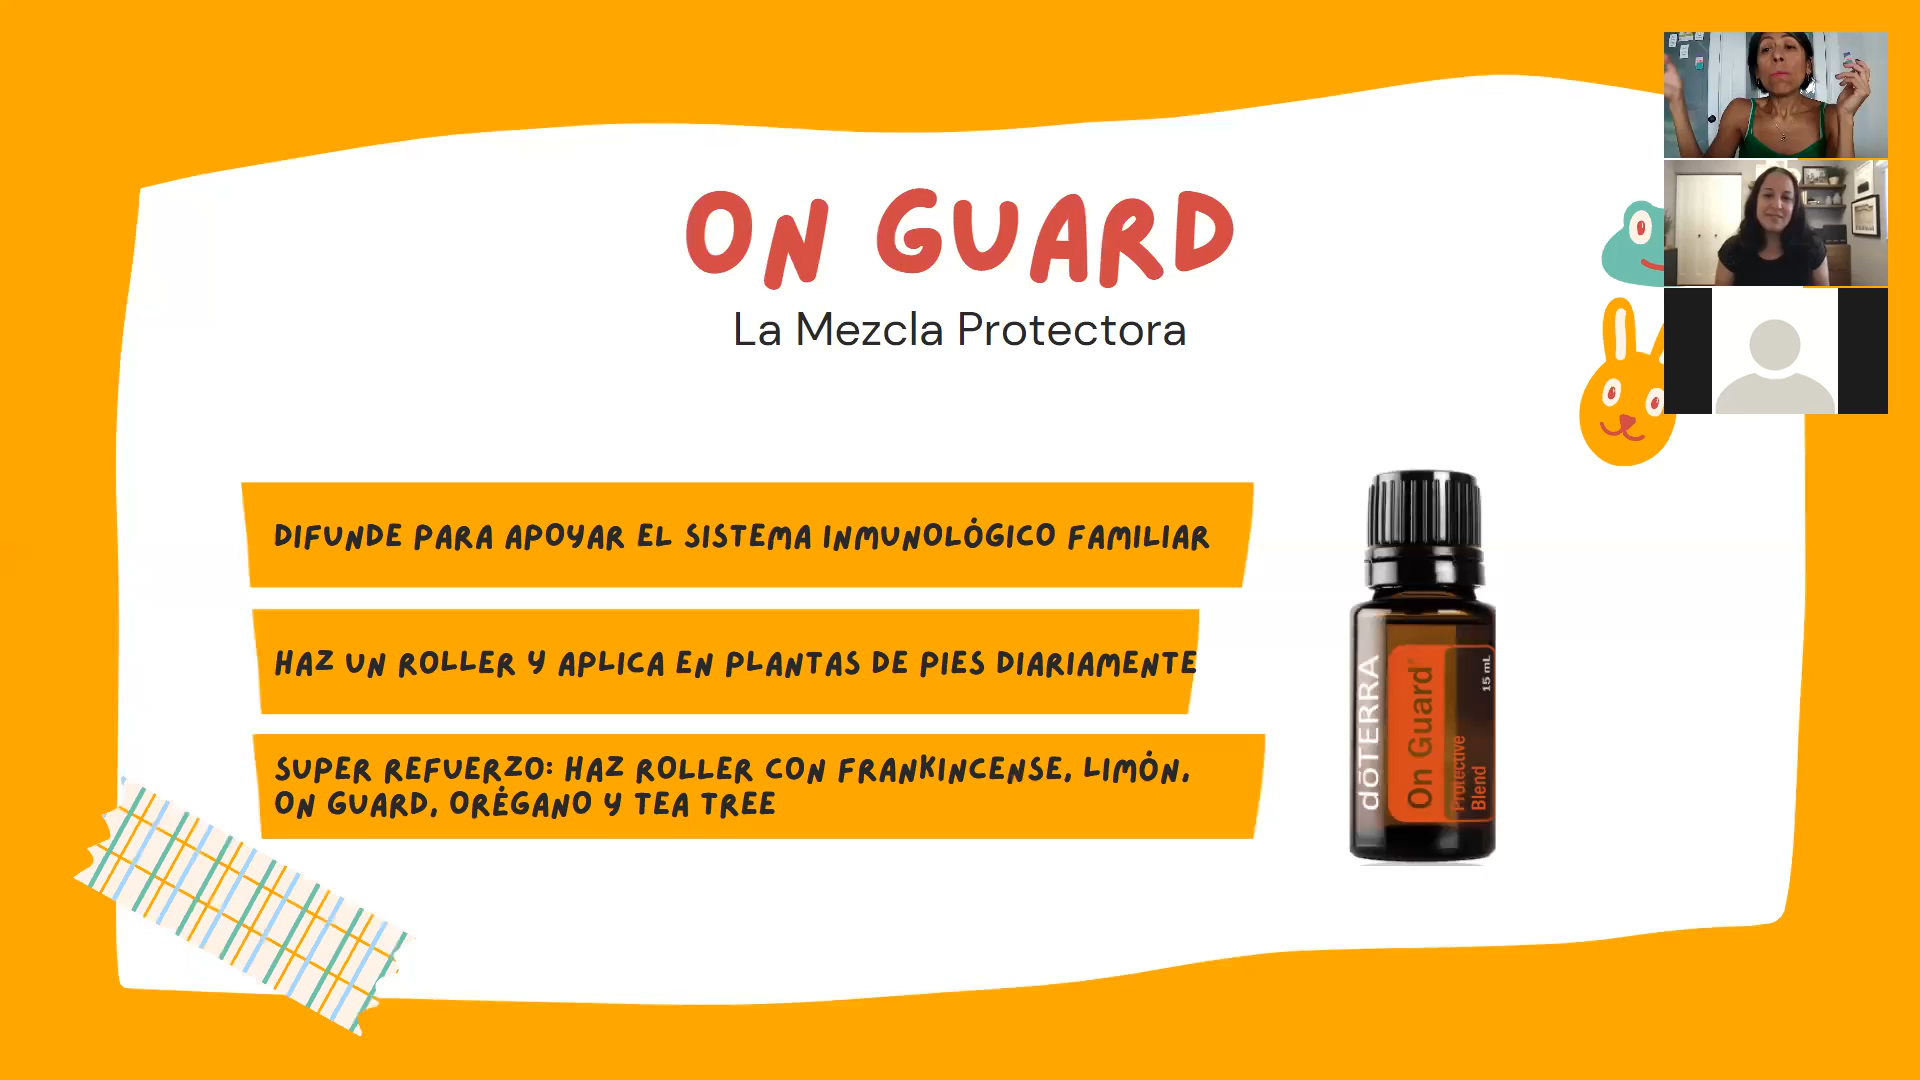 ON GUARD
La Mezcla Protectora
DIFUNDE PARA APOYAR EL SISTEMA INMUNOLÓGICO FAMILIAR
HAZ UN ROLLER Y APLICA EN PLANTAS DE PIES DIARIAMENTE
SUPER REFUERZO: HAZ ROLLER CON FRANKINCENSE, LIMÓN,
ON GUARD, ORÉGANO Y TEA TREE
dōTERRA
On Guard®
Protective
Blend
15 mL